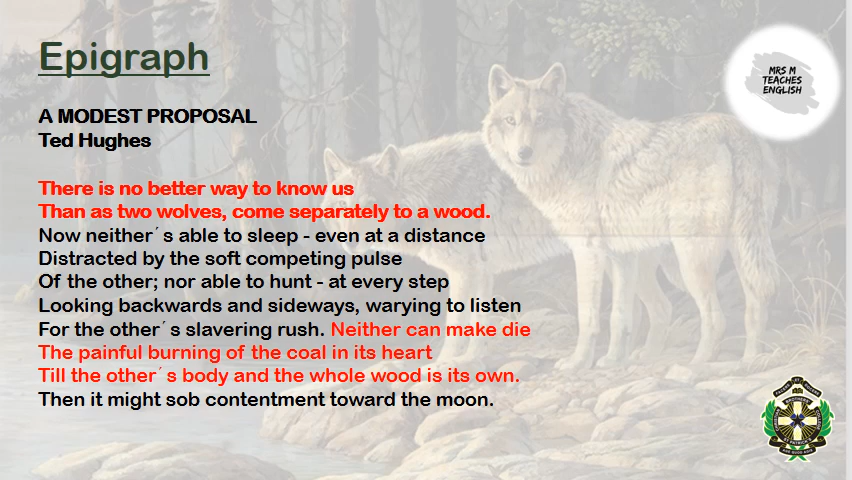 Epigraph
MRS M
TEACHES
ENGLISH
A MODEST PROPOSAL
Ted Hughes
There is no better way to know us
Than as two wolves, come separately to a wood.
Now neither´s able to sleep - even at a distance
Distracted by the soft competing pulse
Of the other; nor able to hunt - at every step
Looking backwards and sideways, warying to listen
For the other´s slavering rush. Neither can make die
The painful burning of the coal in its heart
Till the other´s body and the whole wood is its own.
Then it might sob contentment toward the moon.